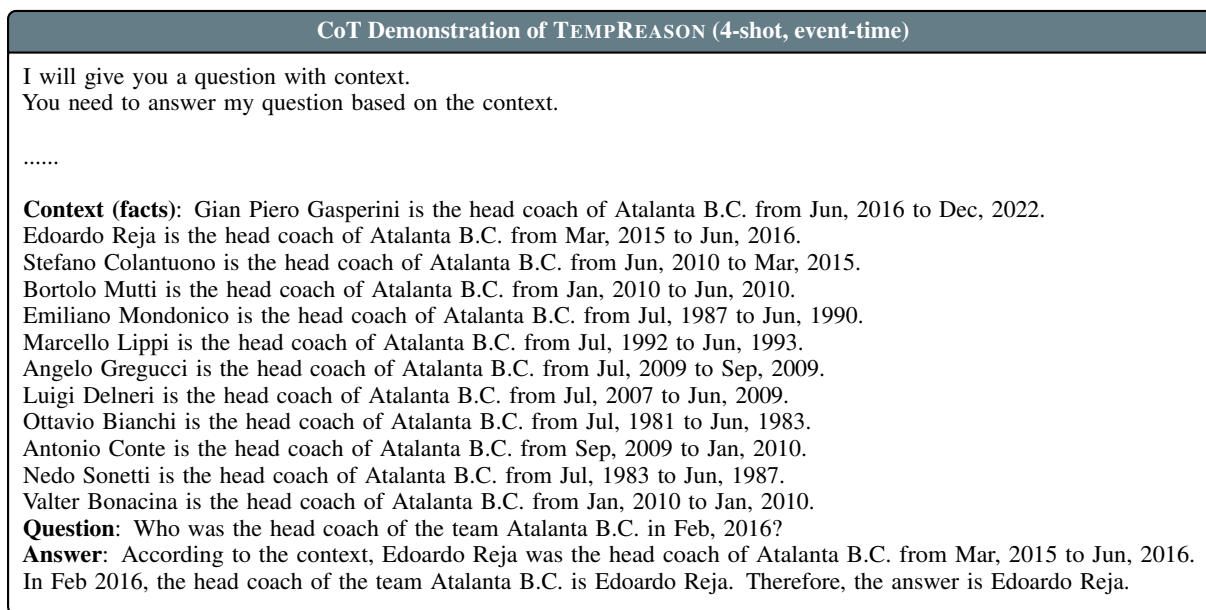 CoT Demonstration of TEMPREASON (4-shot, event-time)
I will give you a question with context.
You need to answer my question based on the context.
......
Context (facts): Gian Piero Gasperini is the head coach of Atalanta B.C. from Jun, 2016 to Dec, 2022.
Edoardo Reja is the head coach of Atalanta B.C. from Mar, 2015 to Jun, 2016.
Stefano Colantuono is the head coach of Atalanta B.C. from Jun, 2010 to Mar, 2015.
Bortolo Mutti is the head coach of Atalanta B.C. from Jan, 2010 to Jun, 2010.
Emiliano Mondonico is the head coach of Atalanta B.C. from Jul, 1987 to Jun, 1990.
Marcello Lippi is the head coach of Atalanta B.C. from Jul, 1992 to Jun, 1993.
Angelo Gregucci is the head coach of Atalanta B.C. from Jul, 2009 to Sep, 2009.
Luigi Delneri is the head coach of Atalanta B.C. from Jul, 2007 to Jun, 2009.
Ottavio Bianchi is the head coach of Atalanta B.C. from Jul, 1981 to Jun, 1983.
Antonio Conte is the head coach of Atalanta B.C. from Sep, 2009 to Jan, 2010.
Nedo Sonetti is the head coach of Atalanta B.C. from Jul, 1983 to Jun, 1987.
Valter Bonacina is the head coach of Atalanta B.C. from Jan, 2010 to Jan, 2010.
Question: Who was the head coach of the team Atalanta B.C. in Feb, 2016?
Answer: According to the context, Edoardo Reja was the head coach of Atalanta B.C. from Mar, 2015 to Jun, 2016.
In Feb 2016, the head coach of the team Atalanta B.C. is Edoardo Reja. Therefore, the answer is Edoardo Reja.